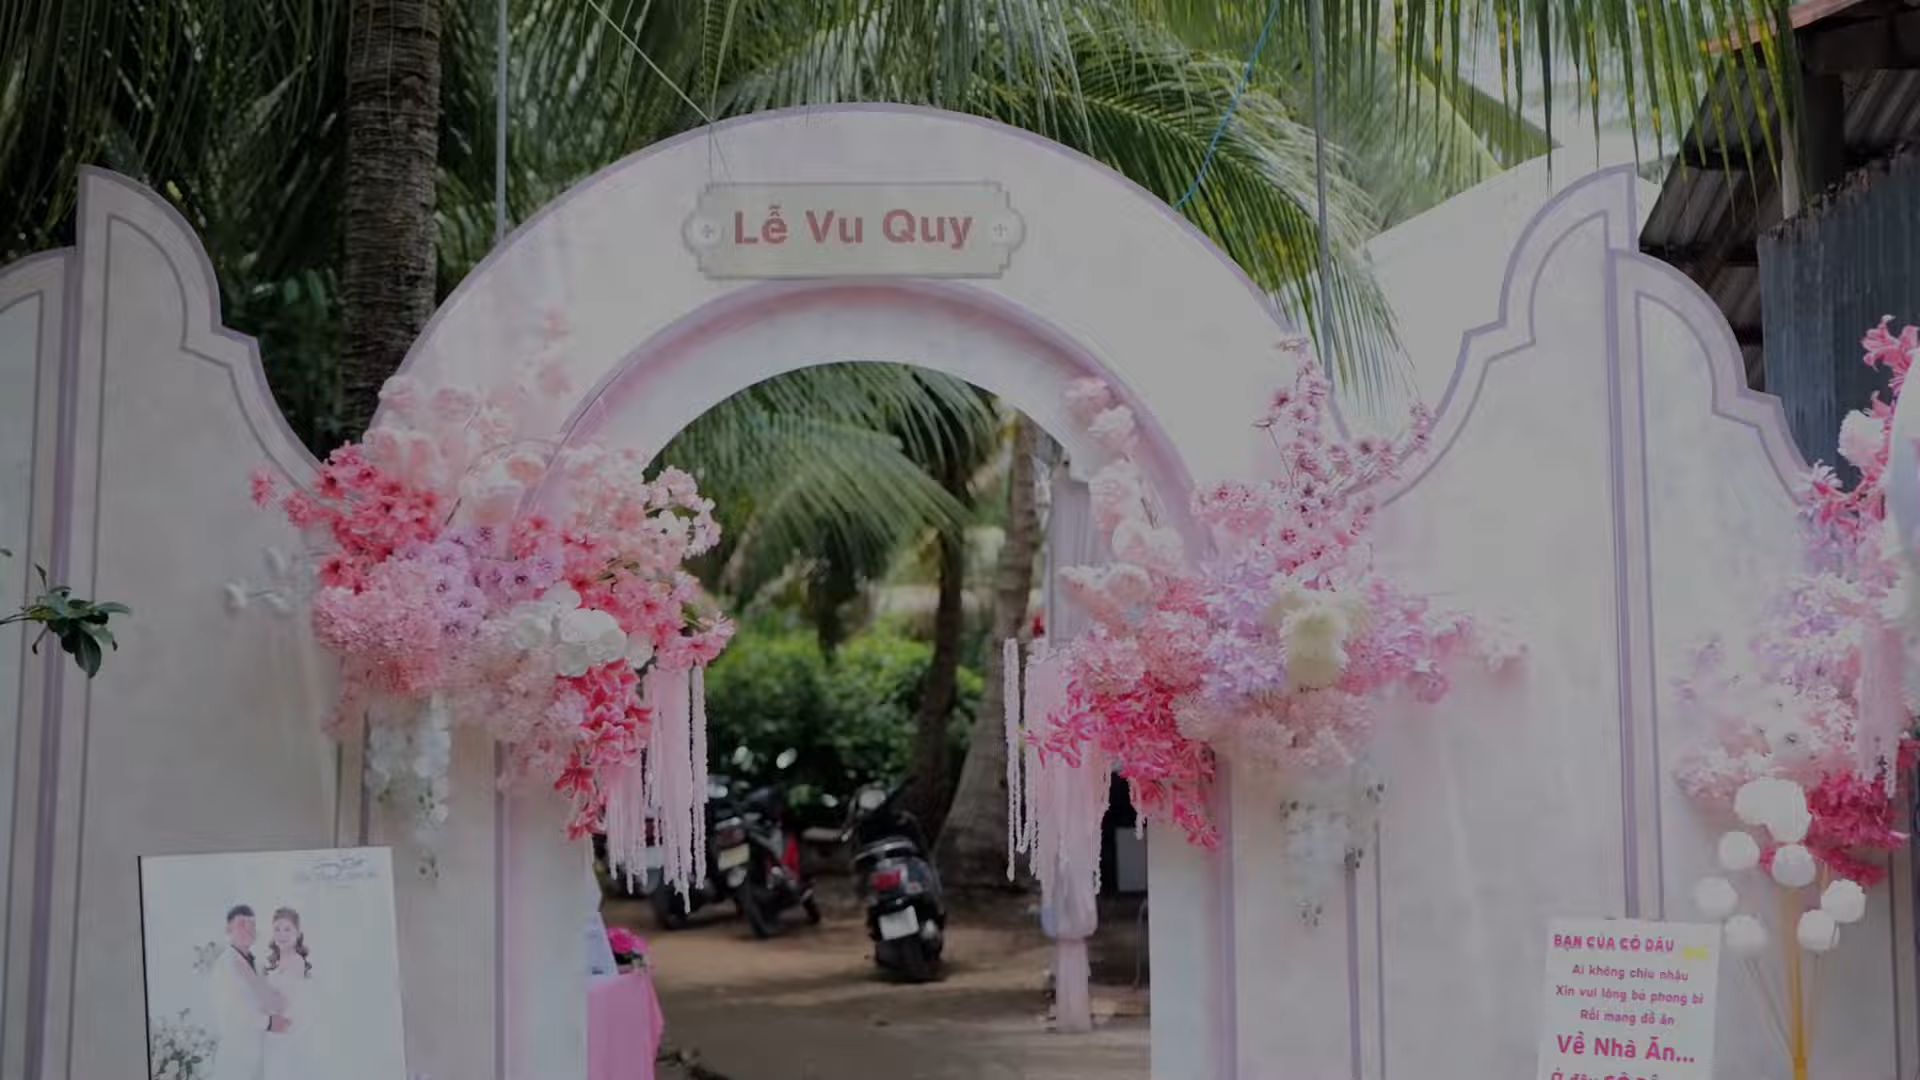 Lễ Vu Quy
BẠN CỦA CÔ DÂU
Ai không chịu nhậu
Xin vui lòng bỏ phong bì
Rồi mang đồ ăn
Về Nhà Ăn...
Ở đây